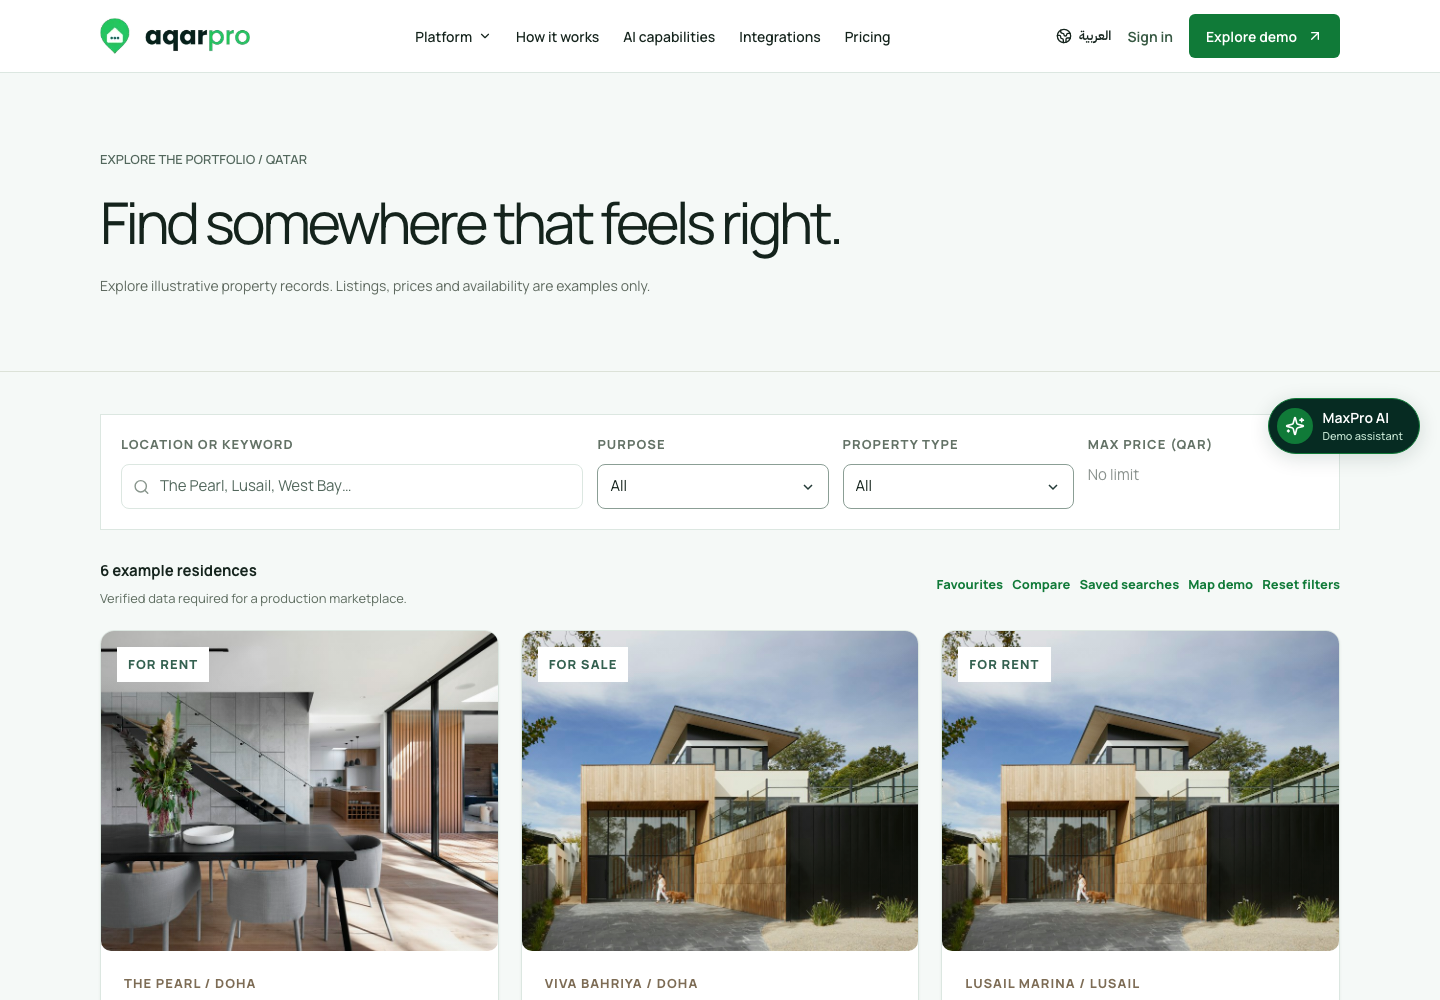 aqarpro
Platform
How it works
AI capabilities
Integrations
Pricing
العربية
Sign in
Explore demo
EXPLORE THE PORTFOLIO / QATAR
Find somewhere that feels right.
Explore illustrative property records. Listings, prices and availability are examples only.
MaxPro AI
Demo assistant
LOCATION OR KEYWORD
PURPOSE
PROPERTY TYPE
MAX PRICE (QAR)
The Pearl, Lusail, West Bay...
All
All
No limit
6 example residences
Verified data required for a production marketplace.
Favourites
Compare
Saved searches
Map demo
Reset filters
FOR RENT
FOR SALE
FOR RENT
THE PEARL / DOHA
VIVA BAHRIYA / DOHA
LUSAIL MARINA / LUSAIL